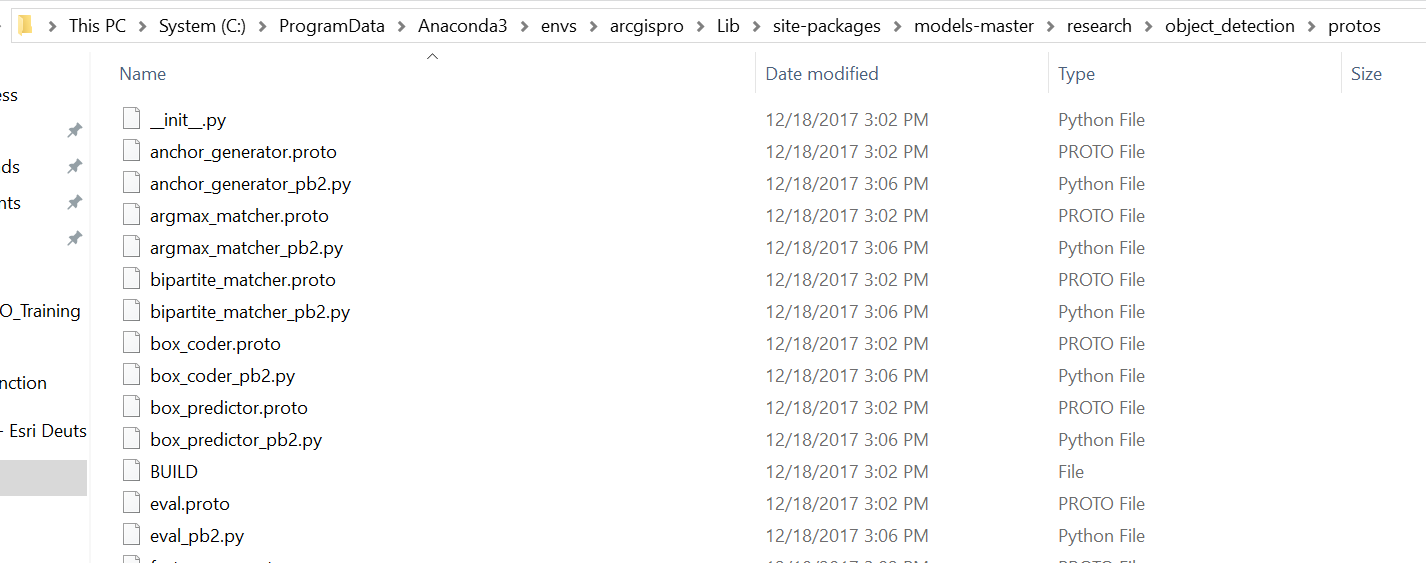 This PC > System (C:) > ProgramData > Anaconda3 > envs > arcgispro > Lib > site-packages > models-master > research > object_detection > protos
Name Date modified Type Size
ess
__init__.py 12/18/2017 3:02 PM Python File
anchor_generator.proto 12/18/2017 3:02 PM PROTO File
nds
anchor_generator_pb2.py 12/18/2017 3:06 PM Python File
nts
argmax_matcher.proto 12/18/2017 3:02 PM PROTO File
argmax_matcher_pb2.py 12/18/2017 3:06 PM Python File
bipartite_matcher.proto 12/18/2017 3:02 PM PROTO File
O_Training
bipartite_matcher_pb2.py 12/18/2017 3:06 PM Python File
box_coder.proto 12/18/2017 3:02 PM PROTO File
nction
box_coder_pb2.py 12/18/2017 3:06 PM Python File
box_predictor.proto 12/18/2017 3:02 PM PROTO File
- Esri Deuts
box_predictor_pb2.py 12/18/2017 3:06 PM Python File
BUILD 12/18/2017 3:02 PM File
eval.proto 12/18/2017 3:02 PM PROTO File
eval_pb2.py 12/18/2017 3:06 PM Python File